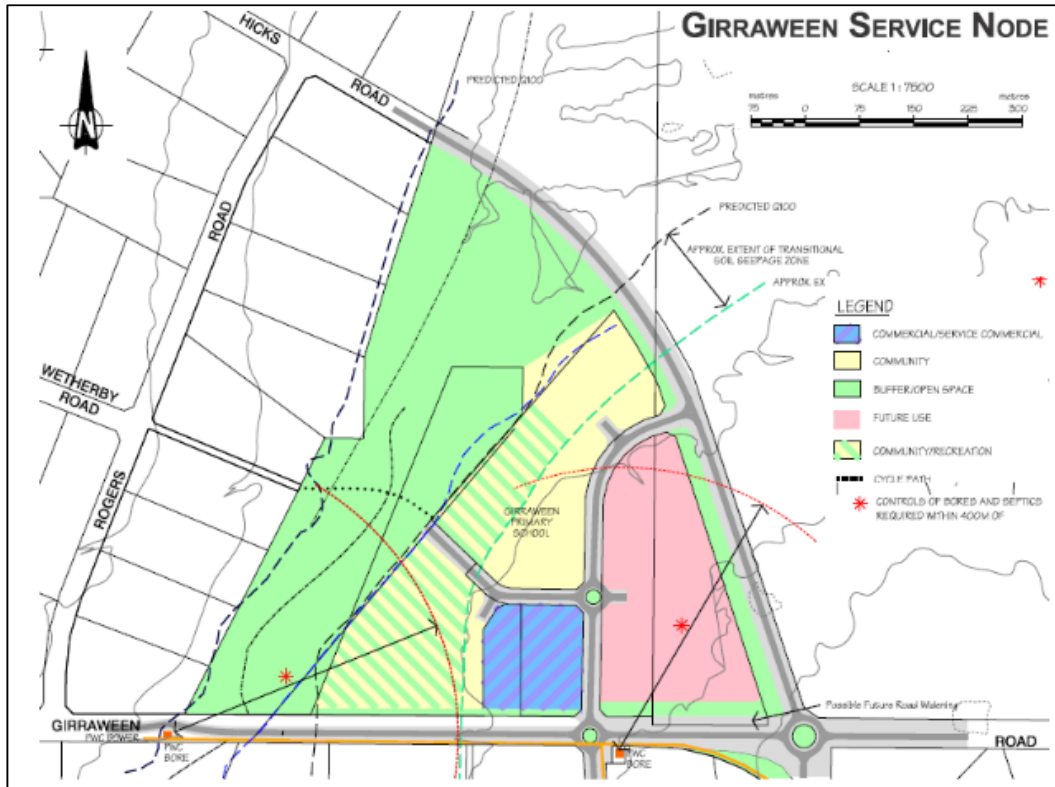 GIRRAWEEN SERVICE NODE
HICKS
ROAD
PREDICTED Q100
SCALE 1 : 7500
metres
metres
75 0 75 150 225 300
ROAD
PREDICTED Q100
APPROX. EXTENT OF TRANSITIONAL
SOIL SEEPAGE ZONE
APPROX. EX
LEGEND
COMMERCIAL/SERVICE COMMERCIAL
COMMUNITY
BUFFER/OPEN SPACE
FUTURE USE
COMMUNITY/RECREATION
CYCLE PATH
CONTROLS OF BORES AND SEPTICS
REQUIRED WITHIN 400M OF
WETHERBY
ROAD
ROGERS
GIRRAWEEN
PRIMARY
SCHOOL
Possible Future Road Widening
GIRRAWEEN
ROAD
PWC POWER
PWC
BORE
PWC
BORE
N